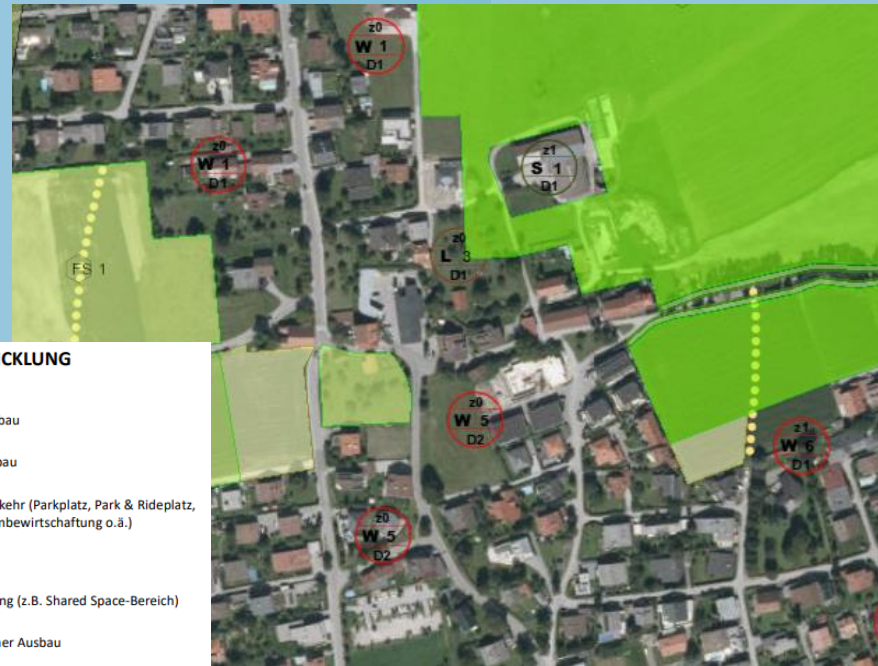 z0
W 1
D1
z0
W 1
D1
z1
S 1
D1
z0
L 3
D1
FS 1
z0
W 5
D2
z1
W 6
D1
z0
W 5
D2
CKLUNG
bau
bau
kehr (Parkplatz, Park & Rideplatz,
nbewirtschaftung o.ä.)
ng (z.B. Shared Space-Bereich)
er Ausbau